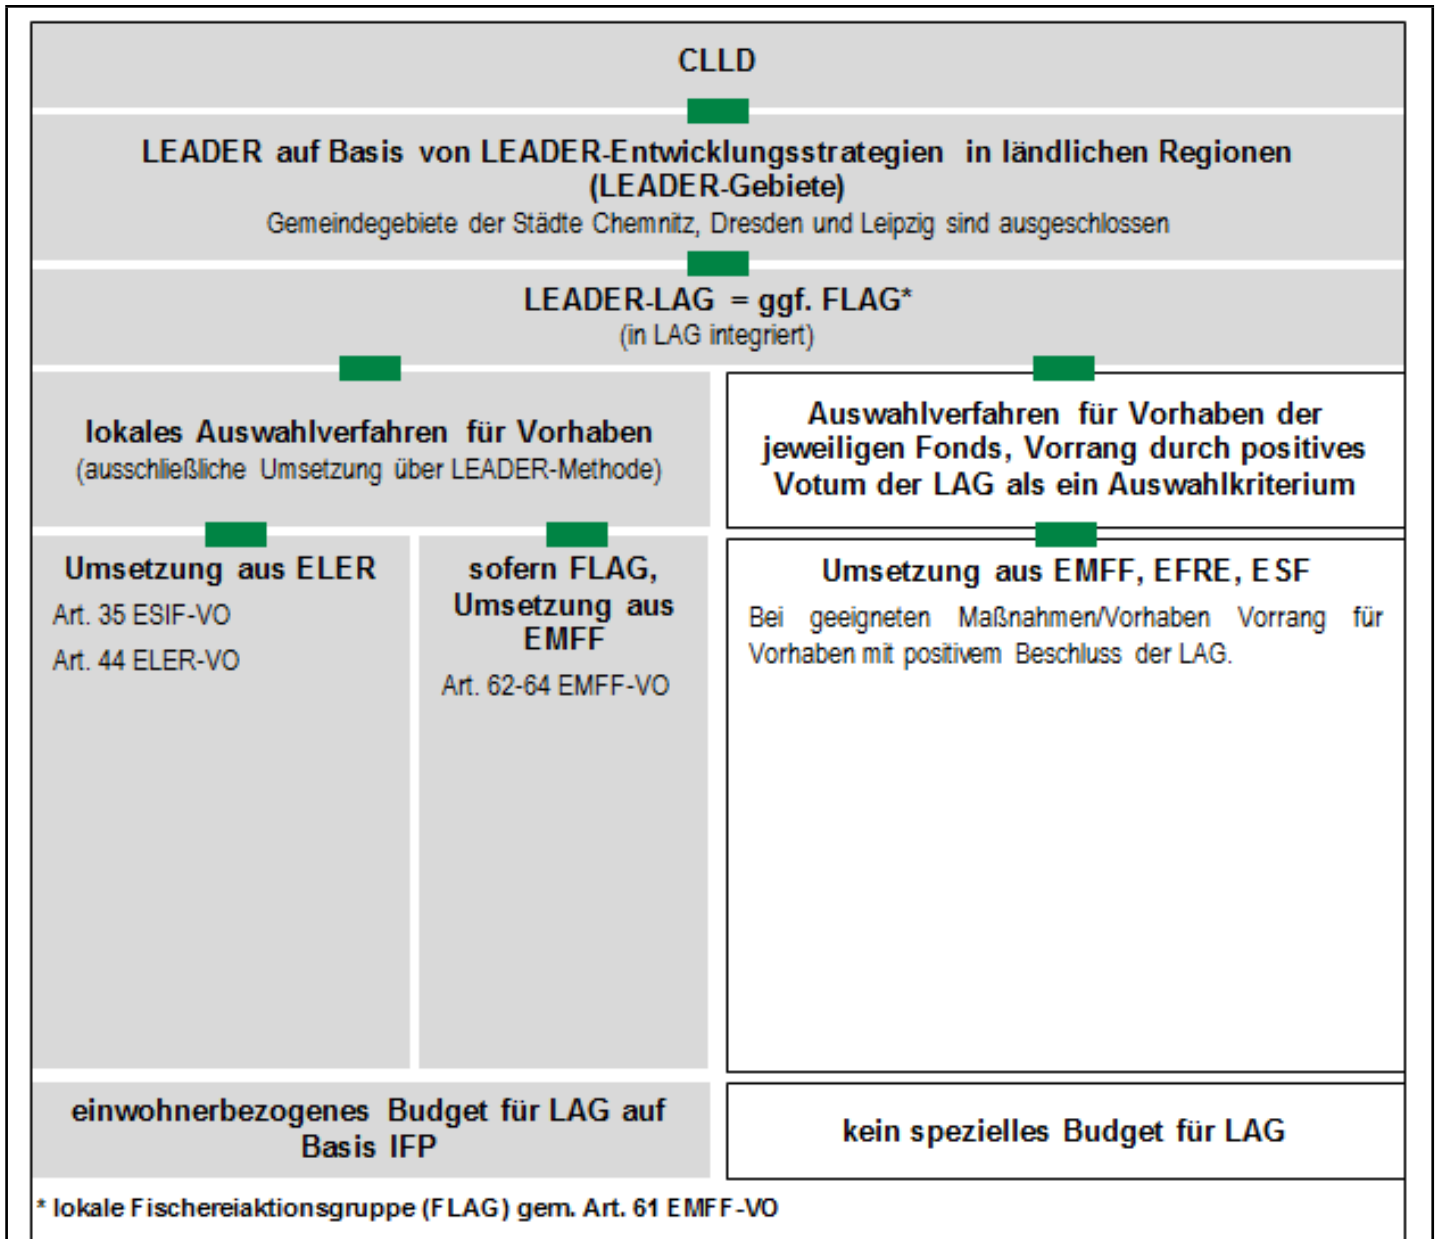 CLLD
LEADER auf Basis von LEADER-Entwicklungsstrategien in ländlichen Regionen
(LEADER-Gebiete)
Gemeindegebiete der Städte Chemnitz, Dresden und Leipzig sind ausgeschlossen
LEADER-LAG = ggf. FLAG*
(in LAG integriert)
lokales Auswahlverfahren für Vorhaben
(ausschließliche Umsetzung über LEADER-Methode)
Auswahlverfahren für Vorhaben der
jeweiligen Fonds, Vorrang durch positives
Votum der LAG als ein Auswahlkriterium
Umsetzung aus ELER
Art. 35 ESIF-VO
Art. 44 ELER-VO
sofern FLAG,
Umsetzung aus
EMFF
Art. 62-64 EMFF-VO
Umsetzung aus EMFF, EFRE, ESF
Bei geeigneten Maßnahmen/Vorhaben Vorrang für
Vorhaben mit positivem Beschluss der LAG.
einwohnerbezogenes Budget für LAG auf
Basis IFP
kein spezielles Budget für LAG
* lokale Fischereiaktionsgruppe (FLAG) gem. Art. 61 EMFF-VO